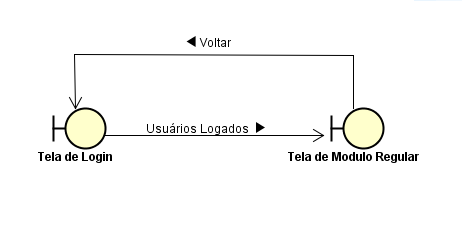 Voltar
Usuários Logados
Tela de Login
Tela de Modulo Regular